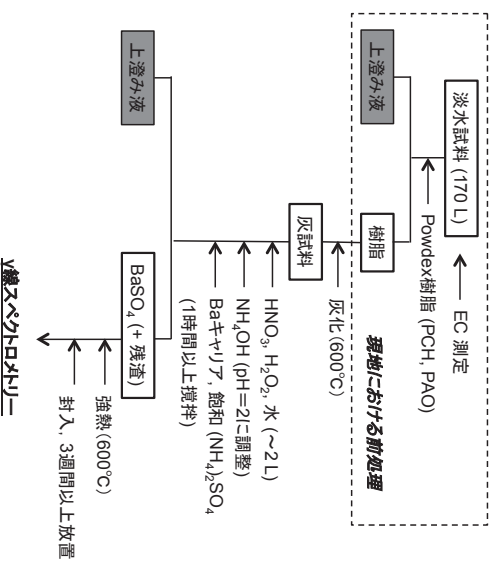 淡水試料 (170 L)
EC 測定
Powdex樹脂 (PCH, PAO)
上澄み液
樹脂
現地における前処理
灰化 (600℃)
灰試料
HNO₃, H₂O₂, 水 (～2 L)
NH₄OH (pH＝2に調整)
Baキャリア, 飽和 (NH₄)₂SO₄
(1時間以上撹拌)
上澄み液
BaSO₄ (+ 残渣)
強熱 (600℃)
封入, 3週間以上放置
γ線スペクトロメトリー